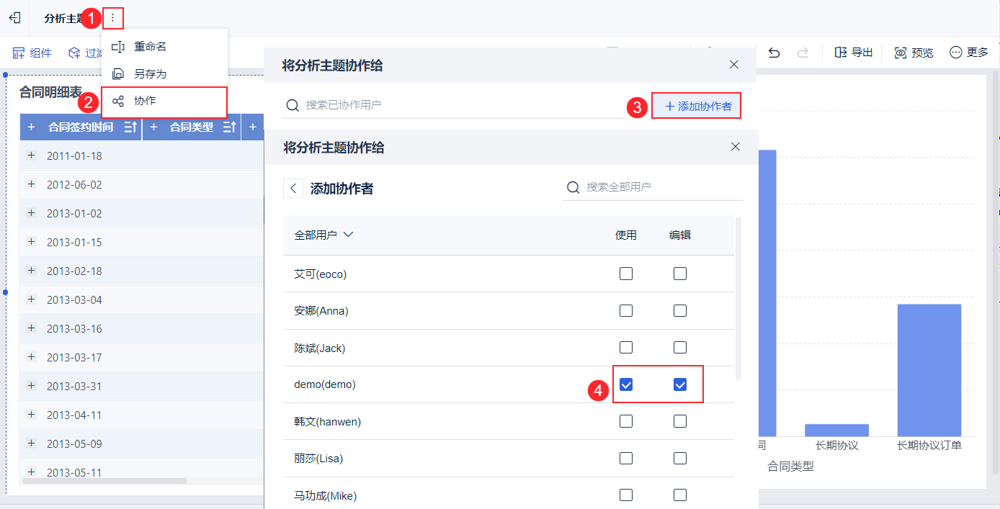 分析主题
1
重命名
另存为
2
协作
组件
过滤
导出
预览
更多
合同明细表
合同签约时间
合同类型
2011-01-18
2012-06-02
2013-01-02
2013-01-15
2013-02-18
2013-03-04
2013-03-16
2013-03-17
2013-03-31
2013-04-11
2013-05-09
2013-05-11
将分析主题协作给
搜索已协作用户
3
添加协作者
将分析主题协作给
添加协作者
搜索全部用户
全部用户
使用
编辑
艾可(eoco)
安娜(Anna)
陈斌(Jack)
demo(demo)
4
韩文(hanwen)
丽莎(Lisa)
马功成(Mike)
长期协议
长期协议订单
合同类型